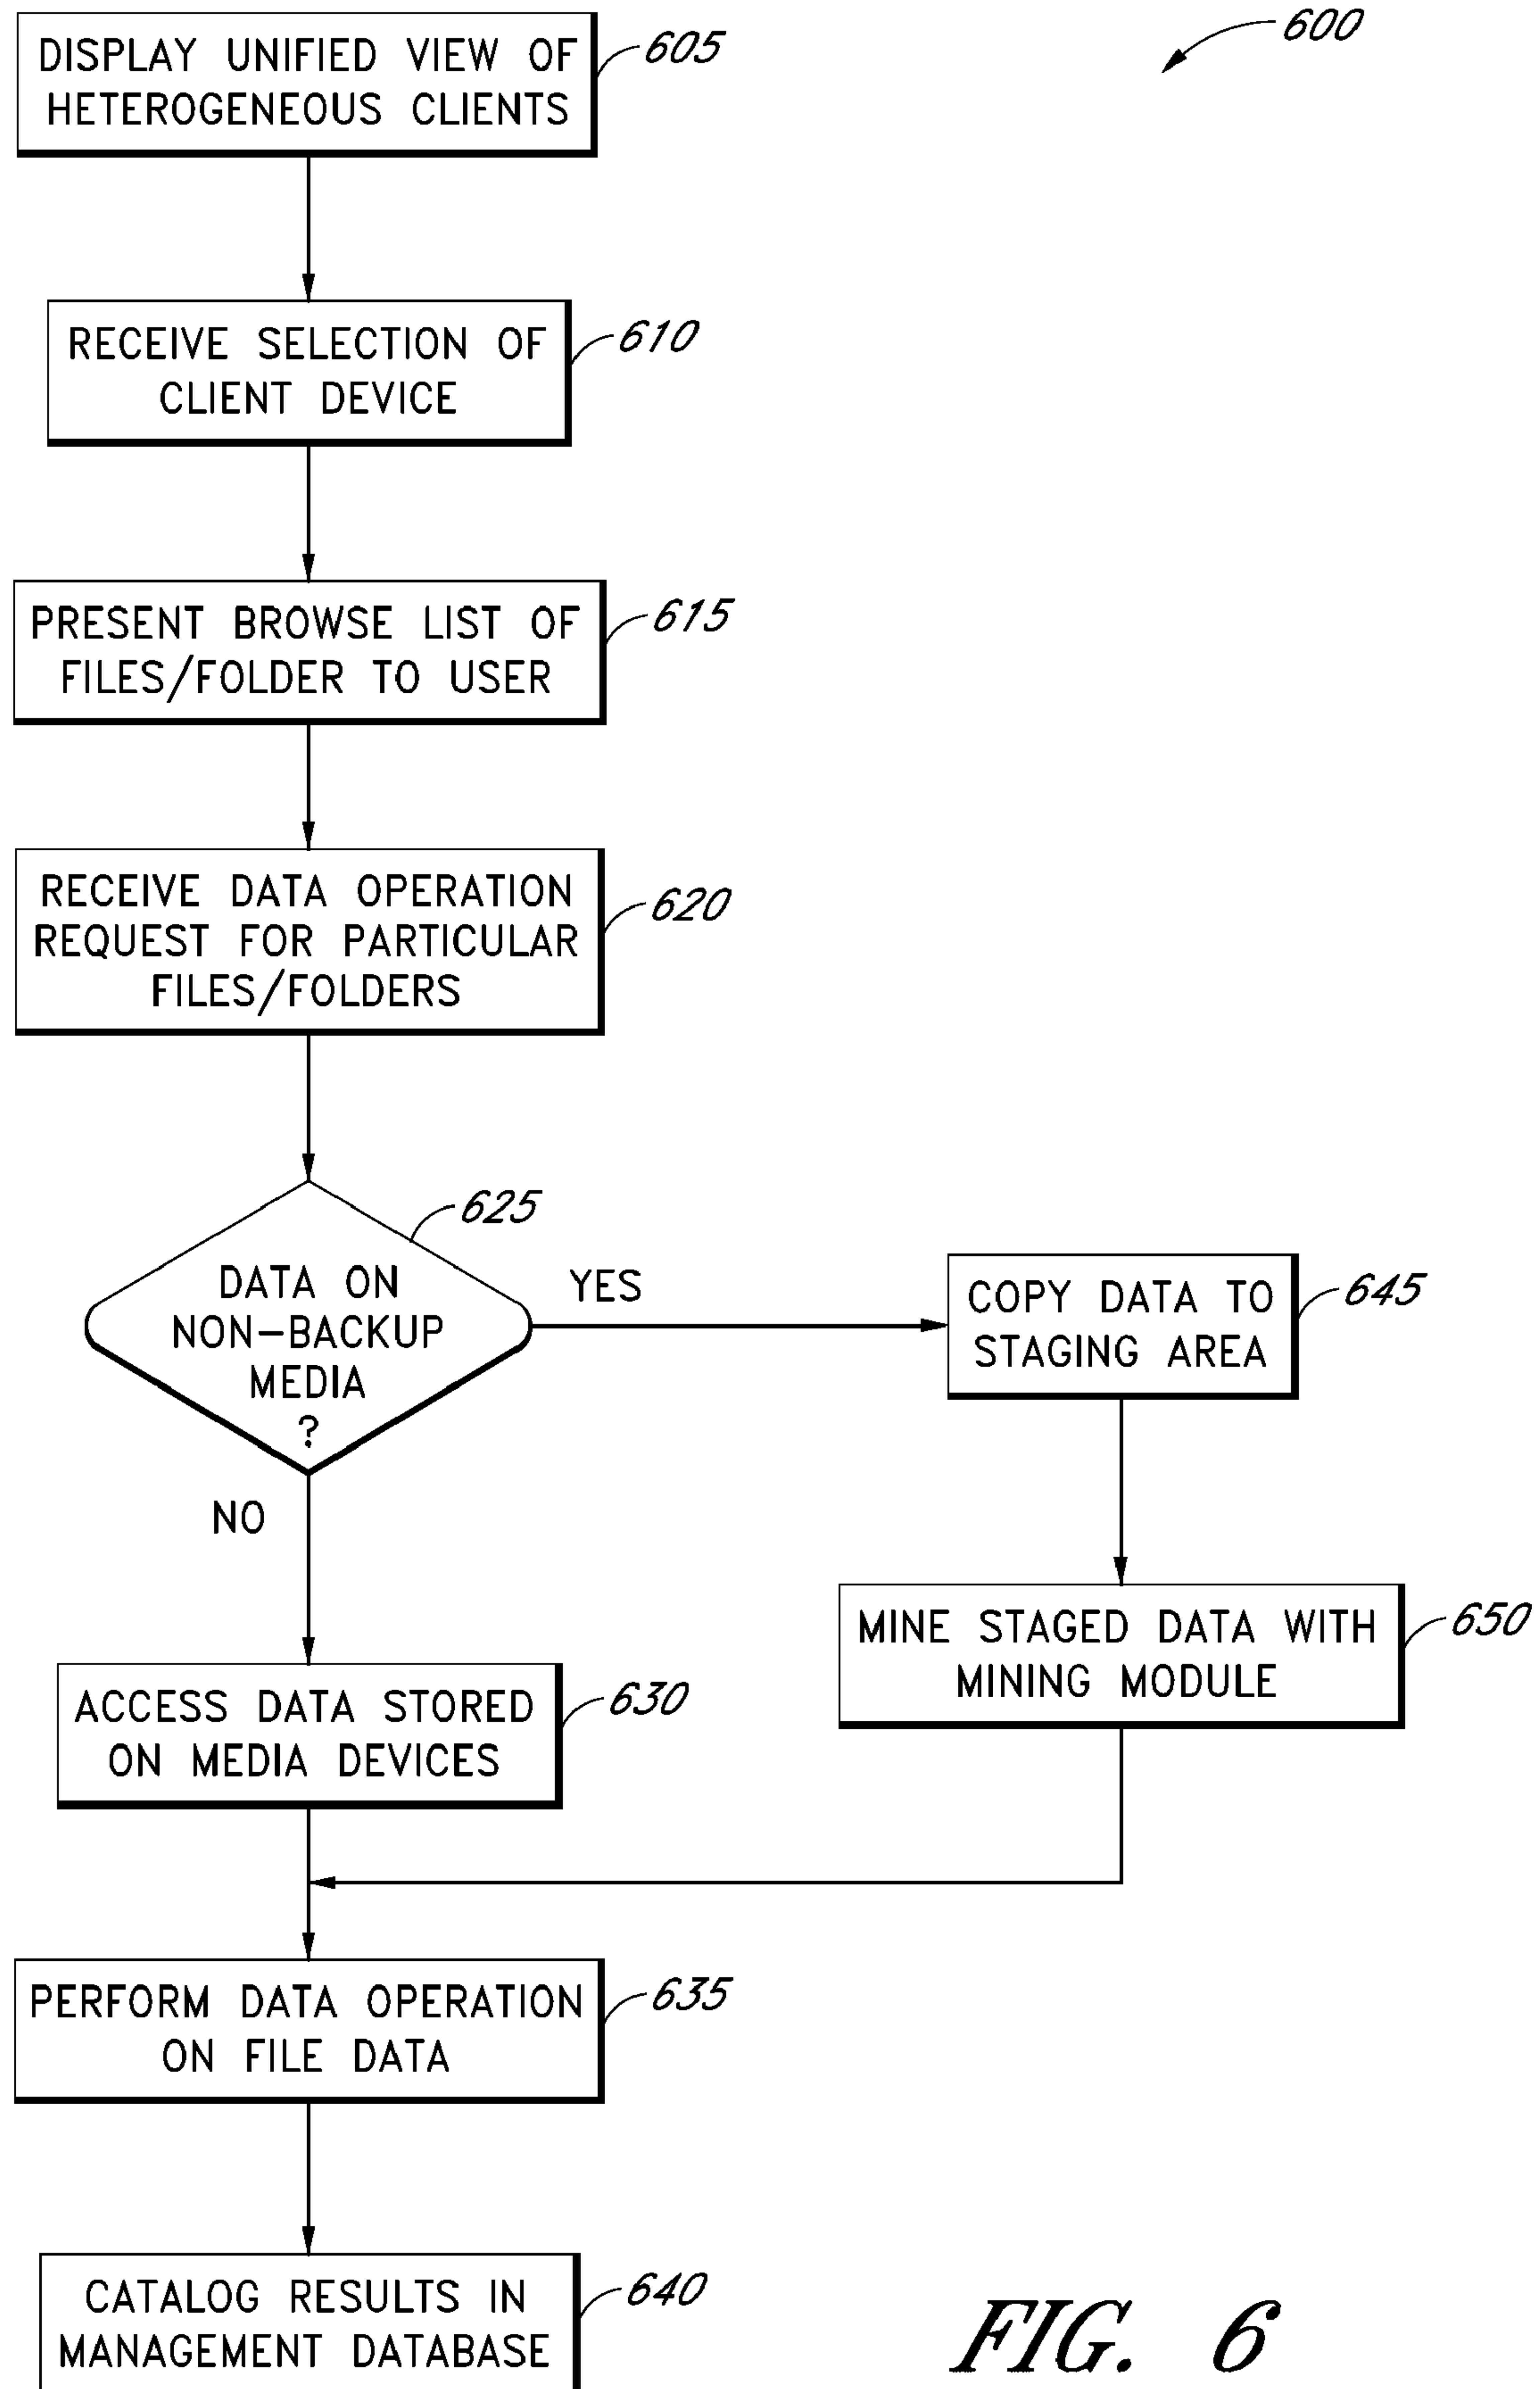 600
DISPLAY UNIFIED VIEW OF
HETEROGENEOUS CLIENTS
605
RECEIVE SELECTION OF
CLIENT DEVICE
610
PRESENT BROWSE LIST OF
FILES/FOLDER TO USER
615
RECEIVE DATA OPERATION
REQUEST FOR PARTICULAR
FILES/FOLDERS
620
625
DATA ON
NON-BACKUP
MEDIA
?
YES
NO
COPY DATA TO
STAGING AREA
645
MINE STAGED DATA WITH
MINING MODULE
650
ACCESS DATA STORED
ON MEDIA DEVICES
630
PERFORM DATA OPERATION
ON FILE DATA
635
CATALOG RESULTS IN
MANAGEMENT DATABASE
640
FIG. 6